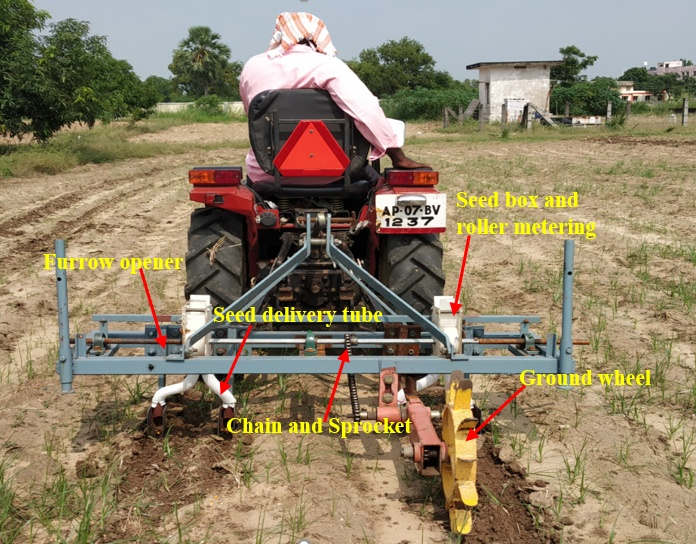 AP-07-BV
1237
Seed box and
roller metering
Furrow opener
Seed delivery tube
Ground wheel
Chain and Sprocket